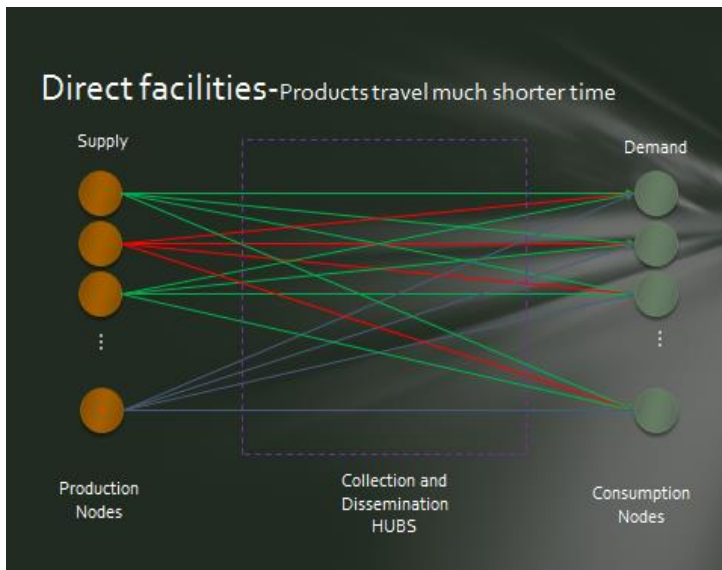 Direct facilities-Products travel much shorter time
Supply
Demand
⋮
⋮
Production
Nodes
Collection and
Dissemination
HUBS
Consumption
Nodes